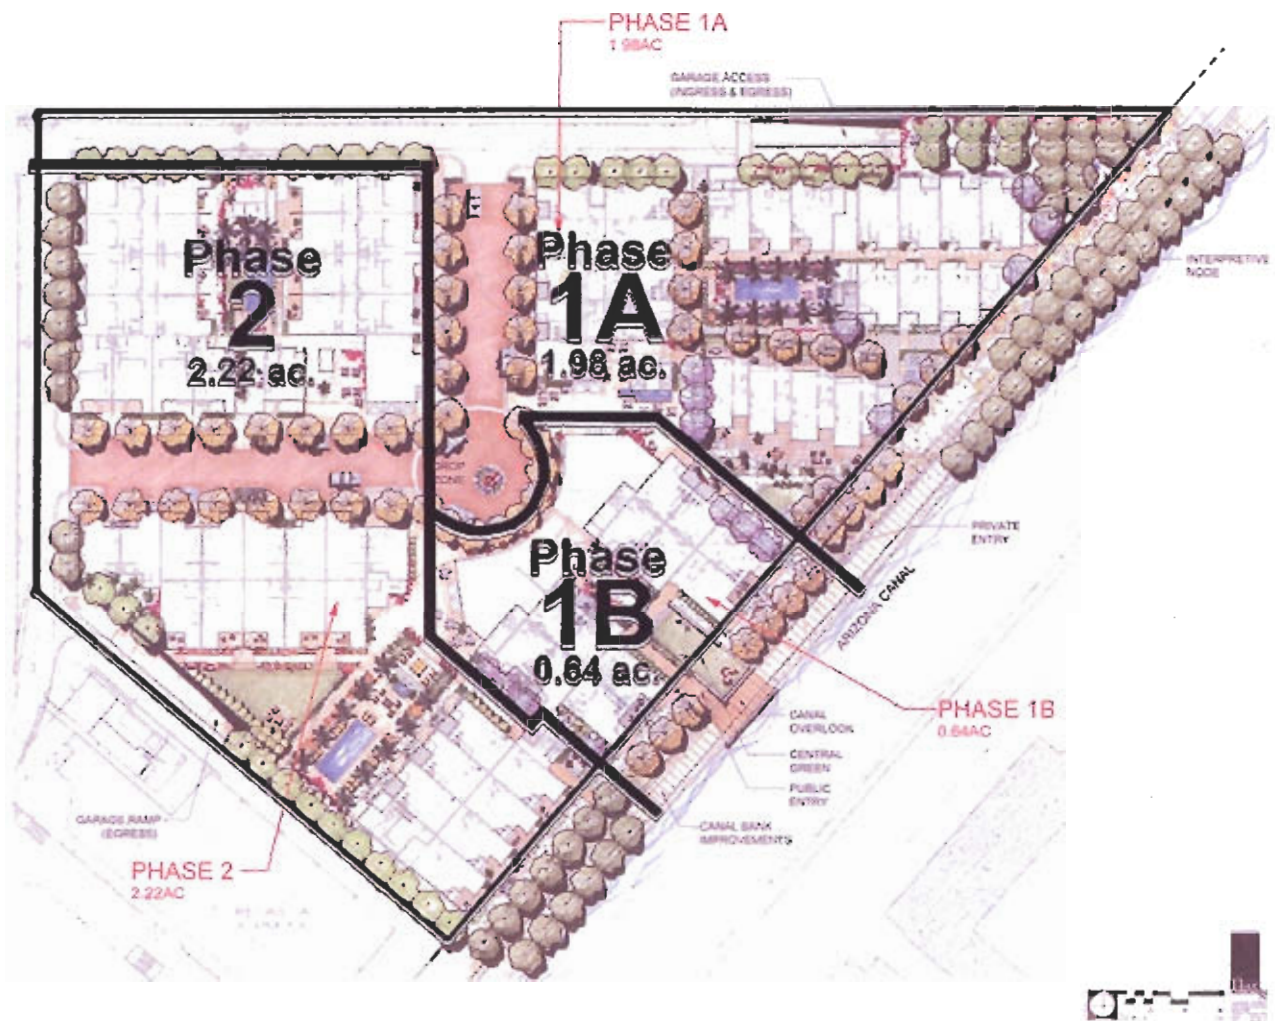 PHASE 1A
1.98AC
GARAGE ACCESS
(INGRESS & EGRESS)
Phase
2
2.22 ac.
Phase
1A
1.98 ac.
INTERPRETIVE
NODE
DROP
ZONE
PRIVATE
ENTRY
ARIZONA CANAL
Phase
1B
0.64 ac.
PHASE 1B
0.64AC
CANAL
OVERLOOK
CENTRAL
GREEN
PUBLIC
ENTRY
CANAL BANK
IMPROVEMENTS
GARAGE RAMP
(EGRESS)
PHASE 2
2.22AC